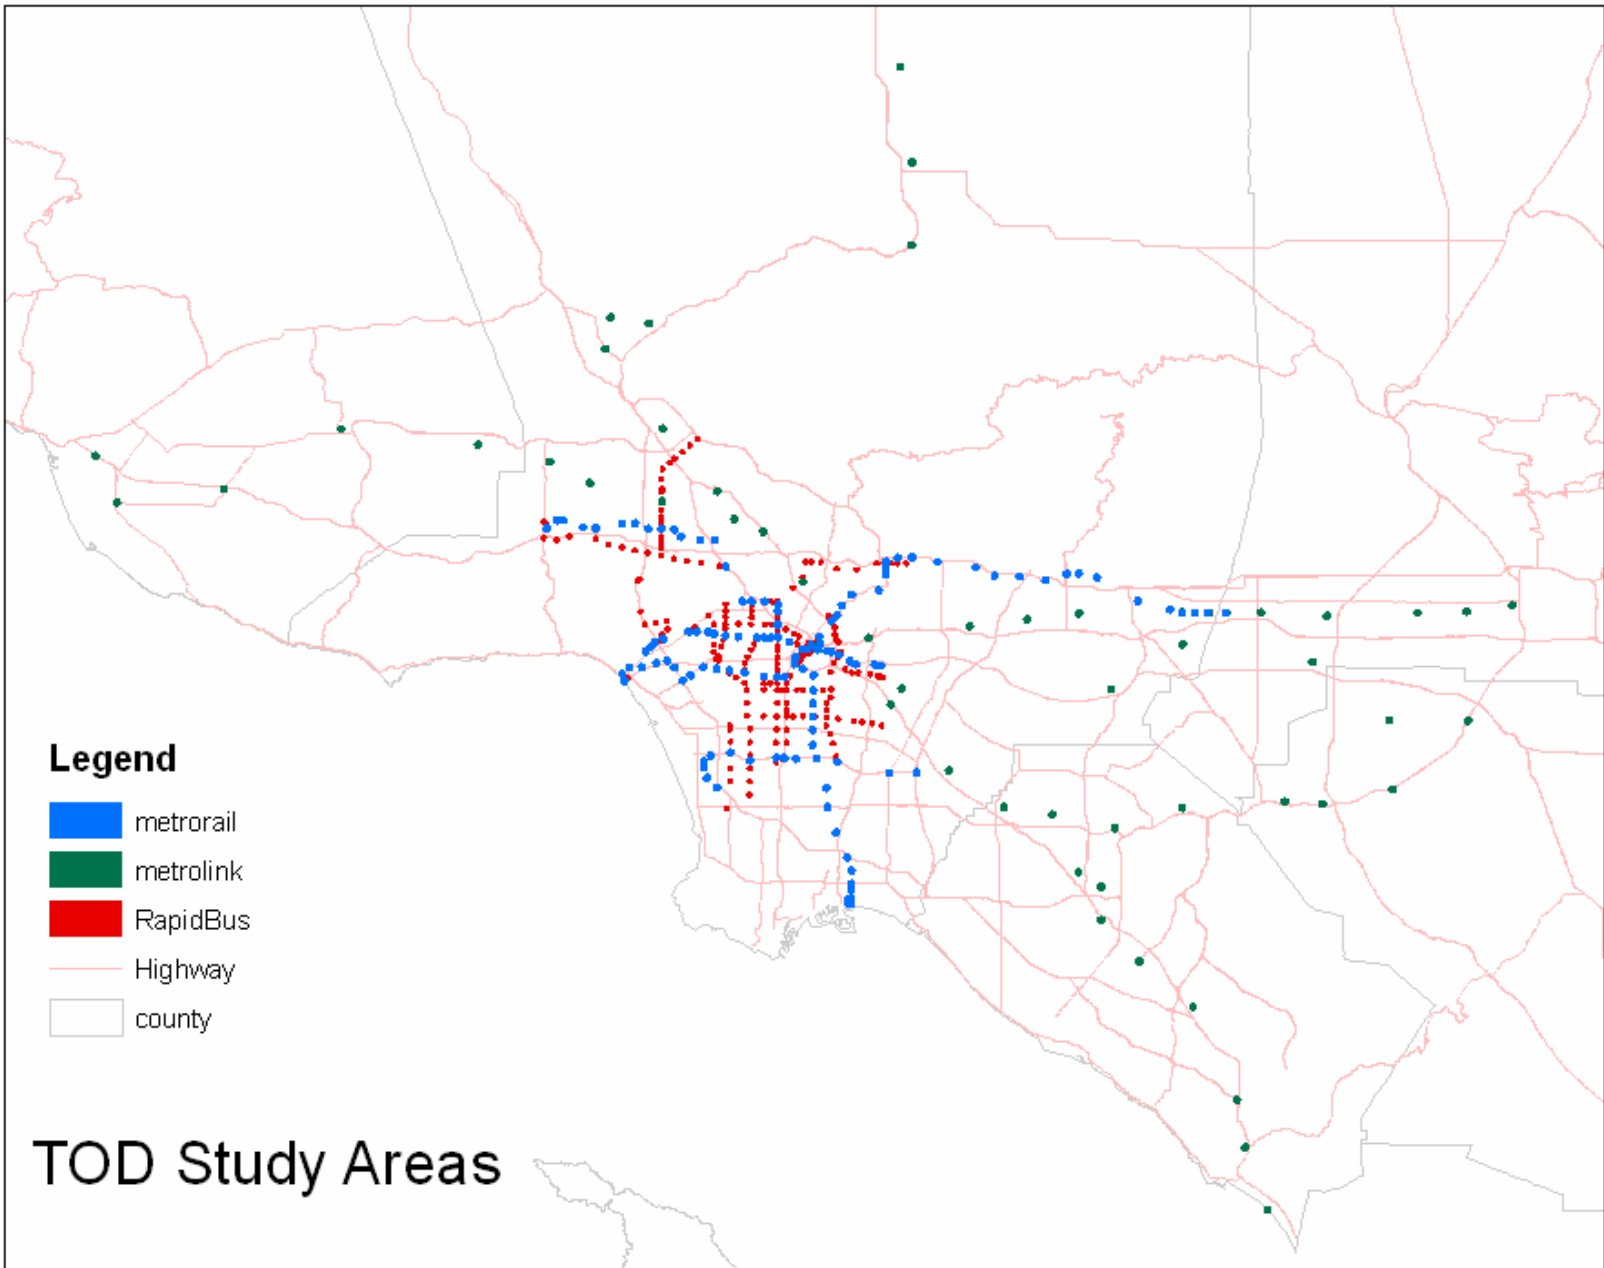 Legend
metrorail
metrolink
RapidBus
Highway
county
TOD Study Areas